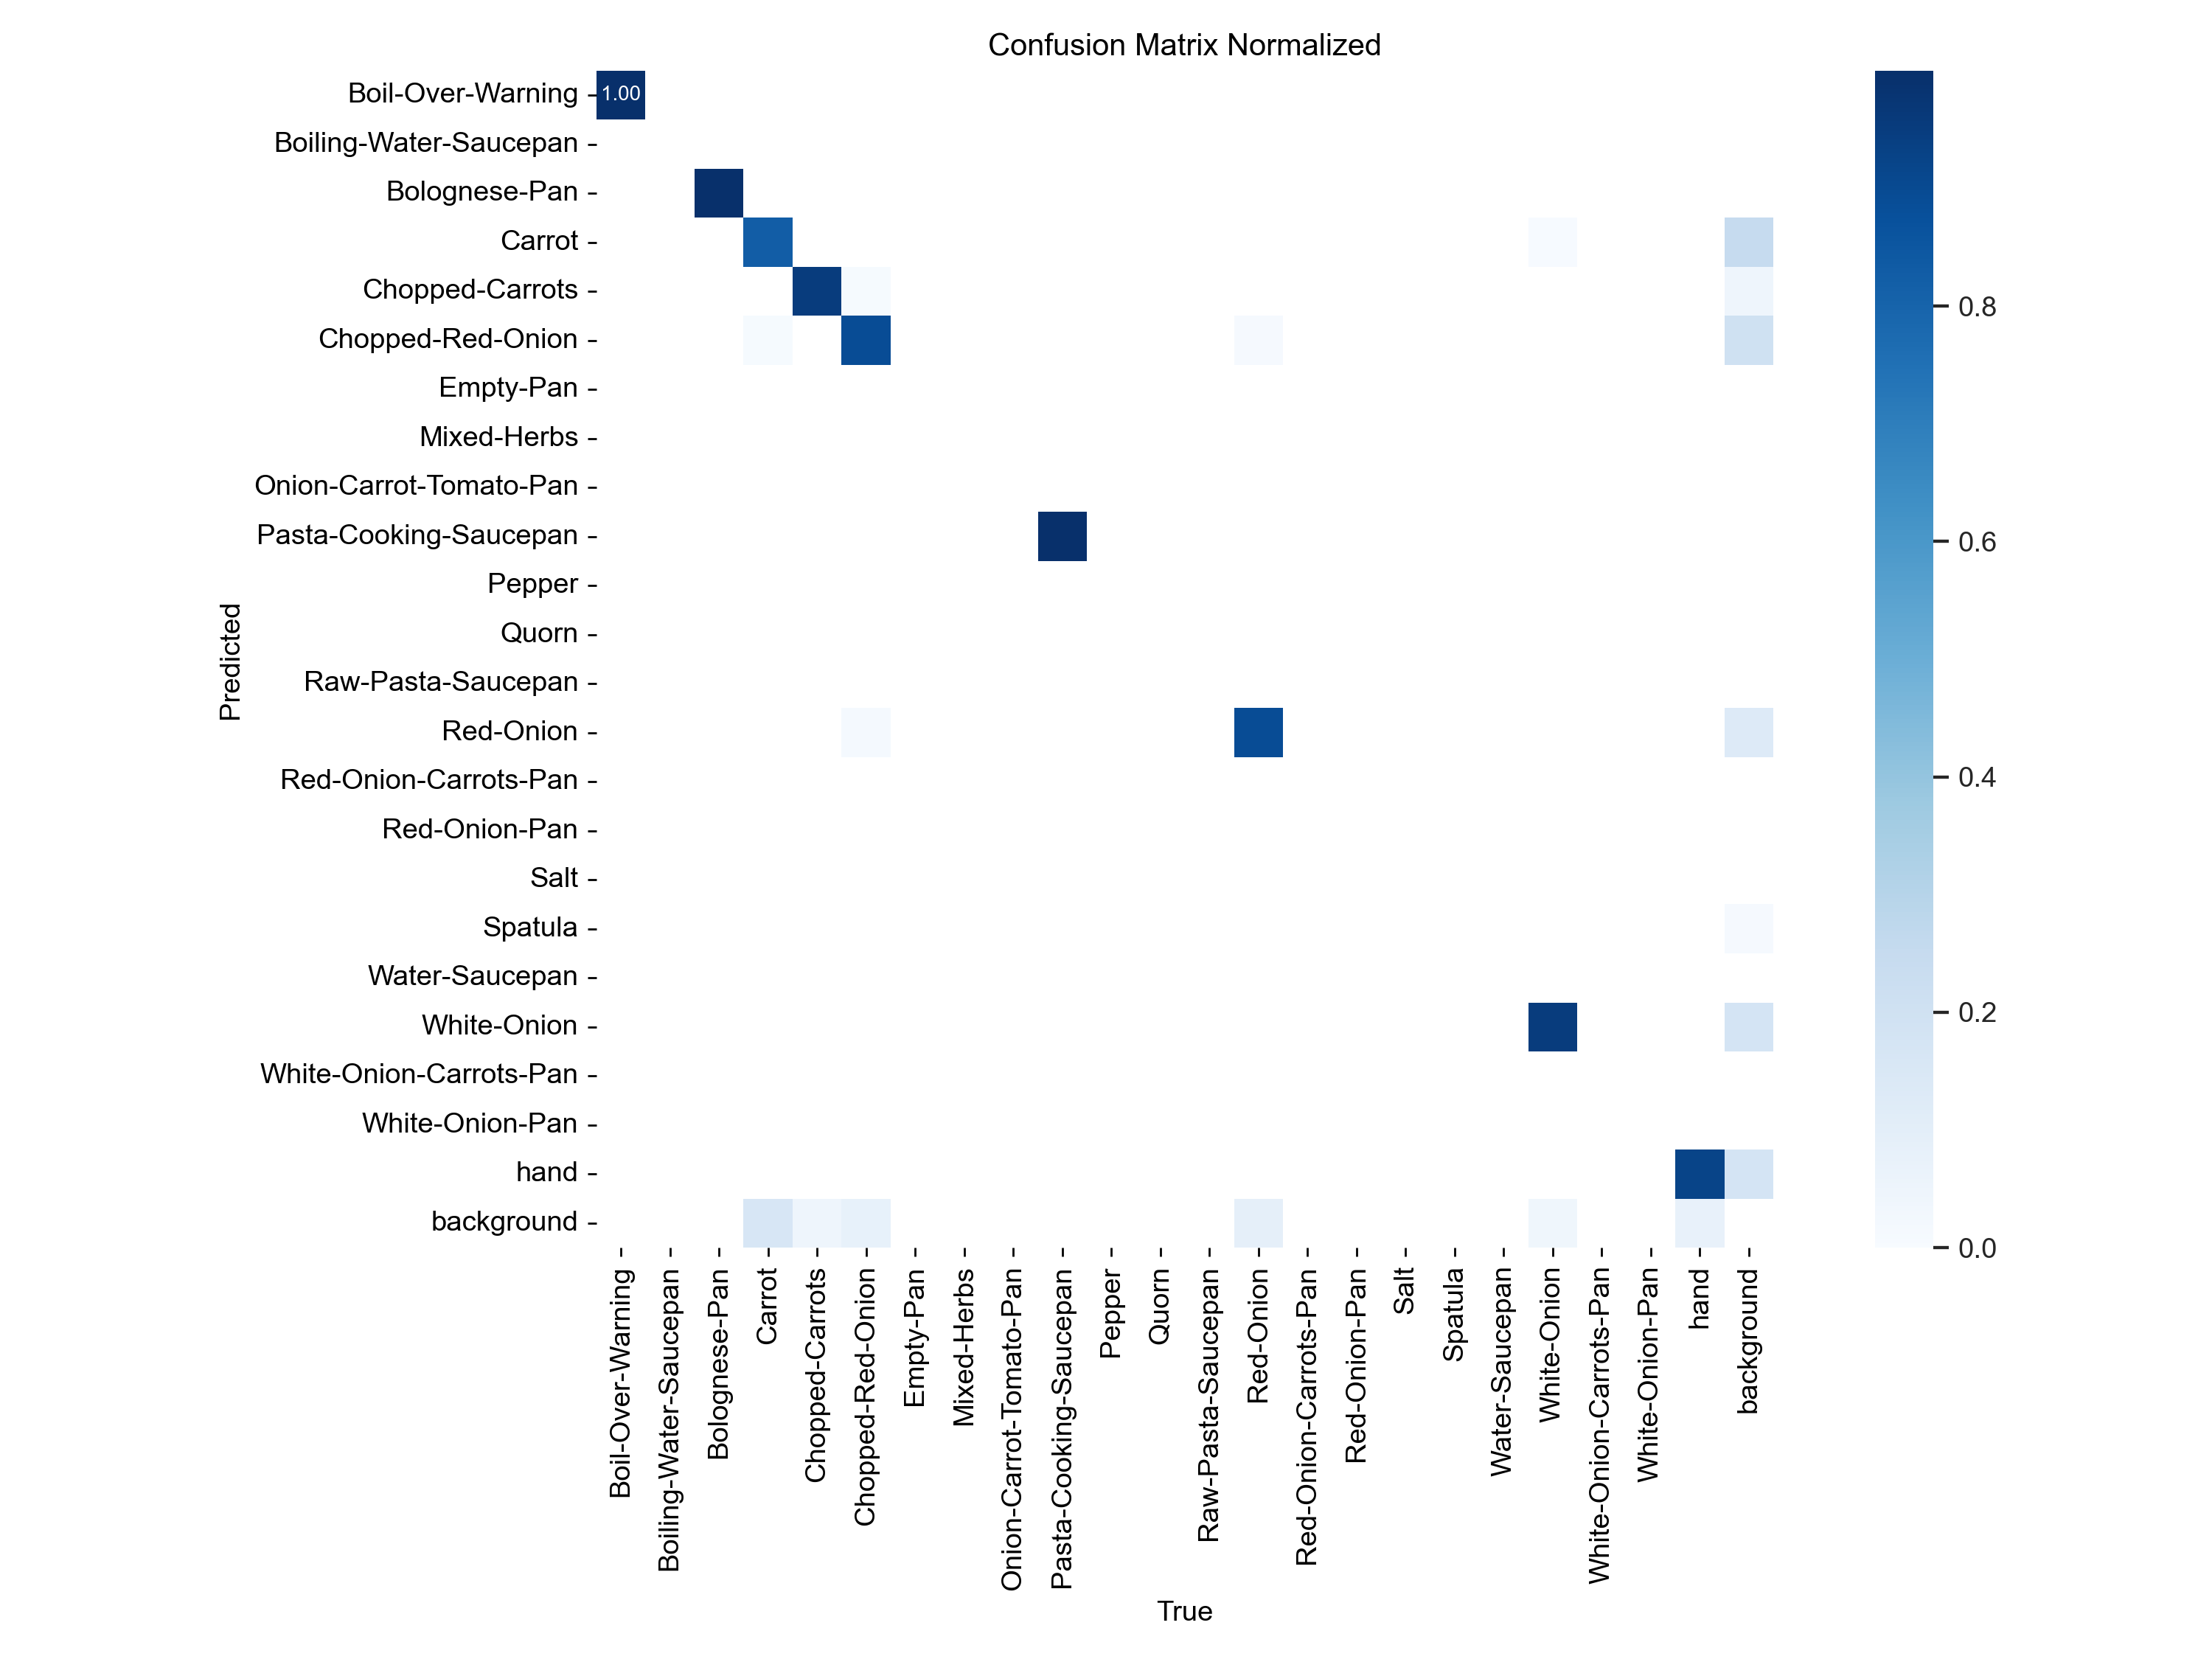 Confusion Matrix Normalized
Boil-Over-Warning
1.00
Boiling-Water-Saucepan
Bolognese-Pan
Carrot
Chopped-Carrots
Chopped-Red-Onion
Empty-Pan
Mixed-Herbs
Onion-Carrot-Tomato-Pan
Pasta-Cooking-Saucepan
Pepper
Quorn
Raw-Pasta-Saucepan
Red-Onion
Red-Onion-Carrots-Pan
Red-Onion-Pan
Salt
Spatula
Water-Saucepan
White-Onion
White-Onion-Carrots-Pan
White-Onion-Pan
hand
background
Predicted
Boil-Over-Warning
Boiling-Water-Saucepan
Bolognese-Pan
Carrot
Chopped-Carrots
Chopped-Red-Onion
Empty-Pan
Mixed-Herbs
Onion-Carrot-Tomato-Pan
Pasta-Cooking-Saucepan
Pepper
Quorn
Raw-Pasta-Saucepan
Red-Onion
Red-Onion-Carrots-Pan
Red-Onion-Pan
Salt
Spatula
Water-Saucepan
White-Onion
White-Onion-Carrots-Pan
White-Onion-Pan
hand
background
True
0.8
0.6
0.4
0.2
0.0